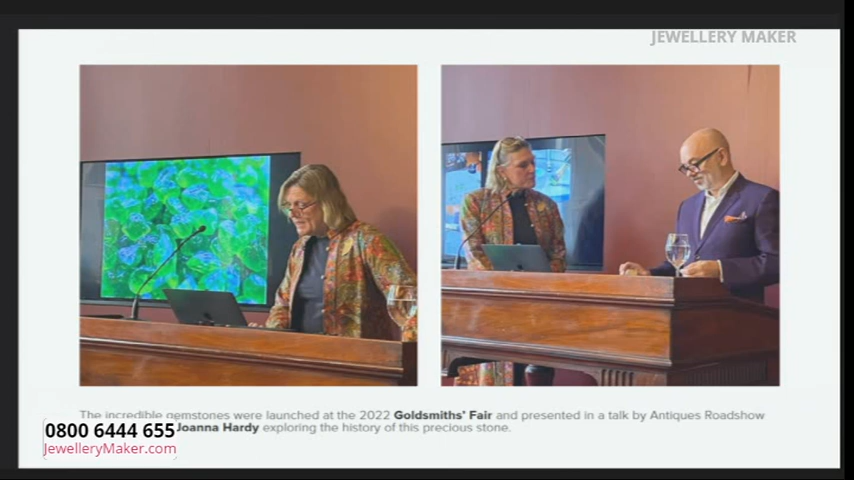 JEWELLERY MAKER
The incredible gemstones were launched at the 2022 Goldsmiths' Fair and presented in a talk by Antiques Roadshow
Joanna Hardy exploring the history of this precious stone.
0800 6444 655
JewelleryMaker.com